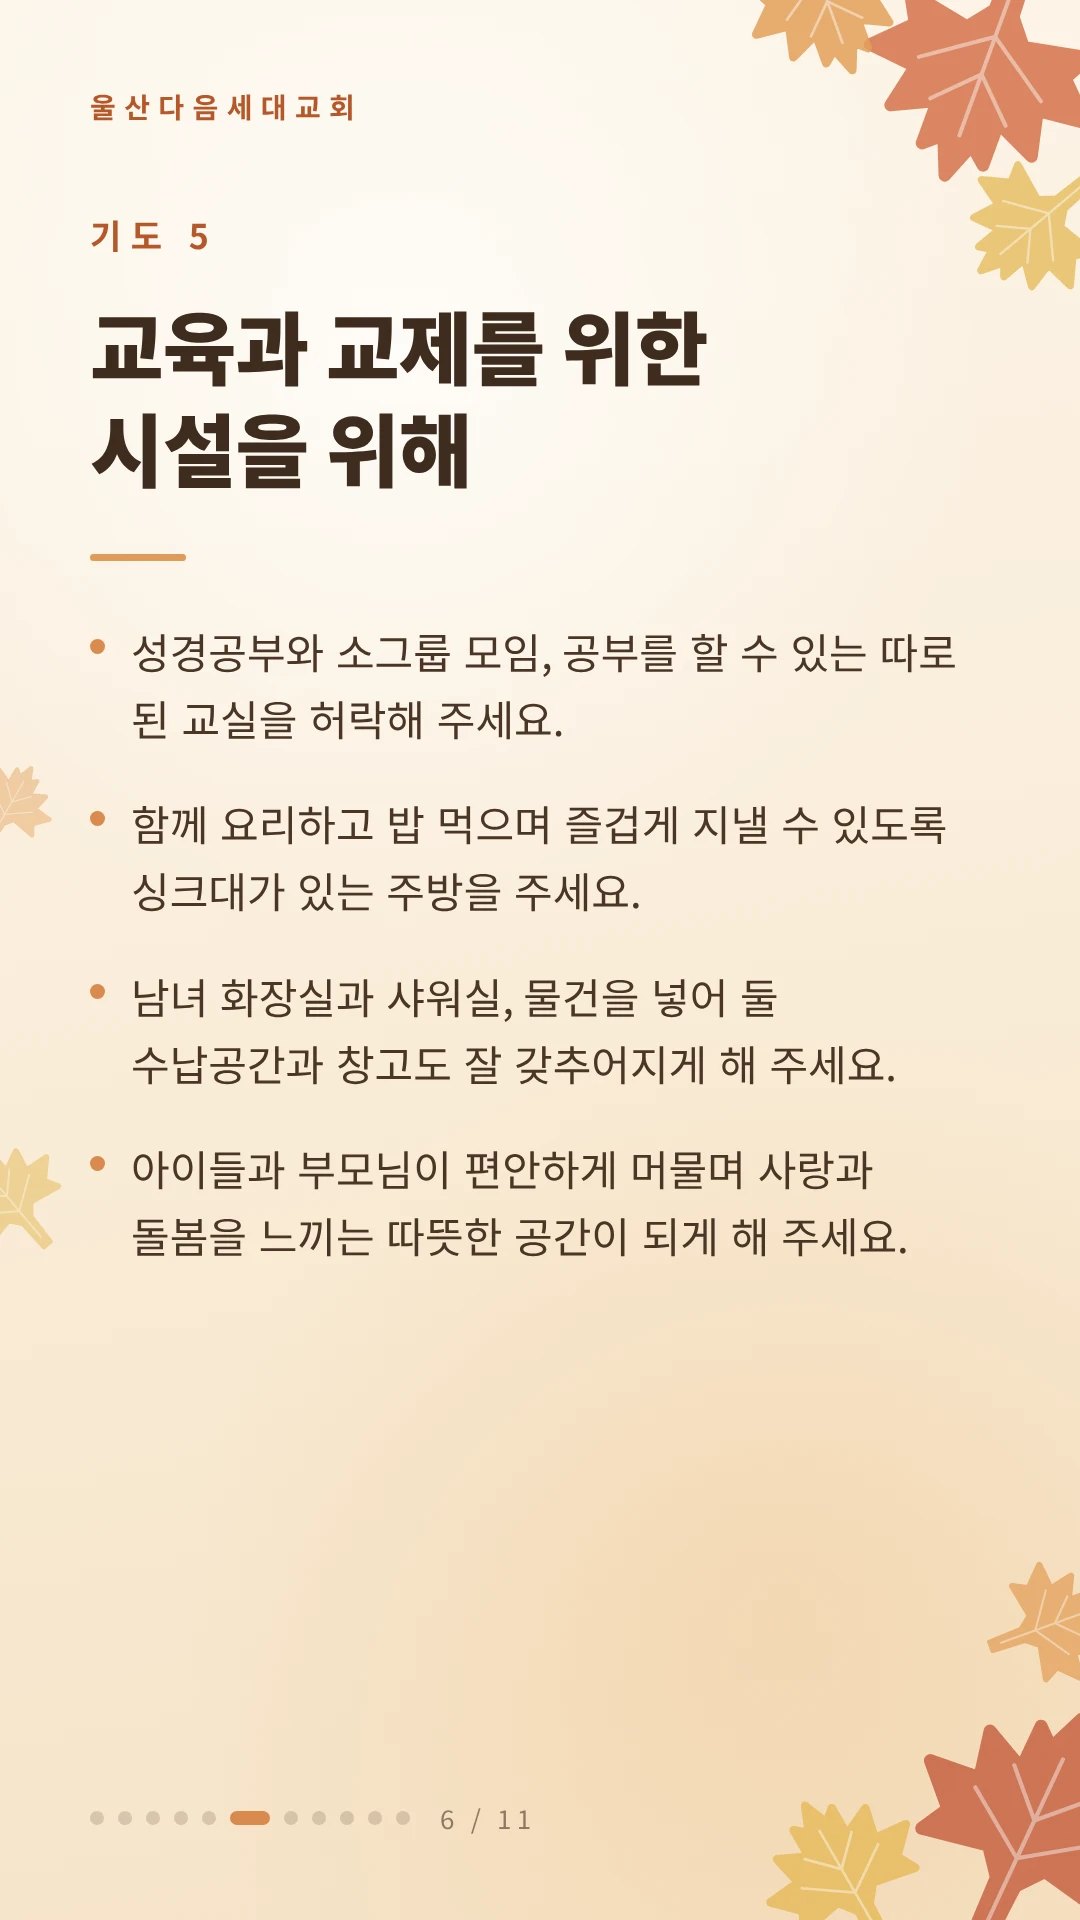 울산다음세대교회
기도 5
교육과 교제를 위한
시설을 위해
성경공부와 소그룹 모임, 공부를 할 수 있는 따로
된 교실을 허락해 주세요.
함께 요리하고 밥 먹으며 즐겁게 지낼 수 있도록
싱크대가 있는 주방을 주세요.
남녀 화장실과 샤워실, 물건을 넣어 둘
수납공간과 창고도 잘 갖추어지게 해 주세요.
아이들과 부모님이 편안하게 머물며 사랑과
돌봄을 느끼는 따뜻한 공간이 되게 해 주세요.
6 / 11